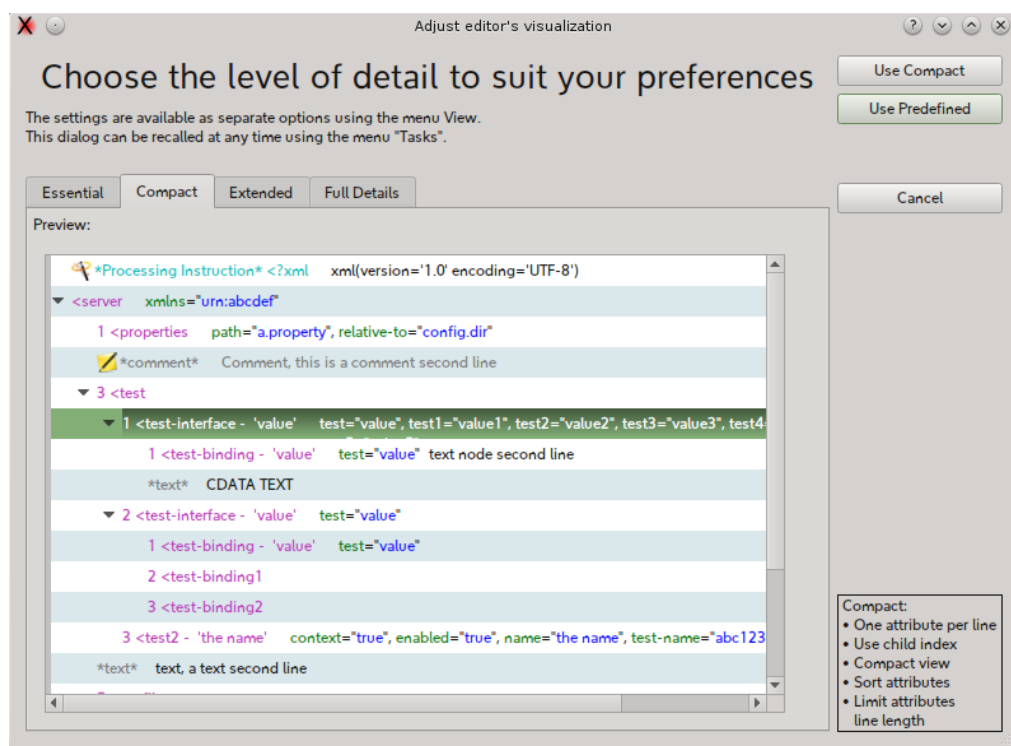 Adjust editor's visualization
Choose the level of detail to suit your preferences
Use Compact
Use Predefined
The settings are available as separate options using the menu View.
This dialog can be recalled at any time using the menu "Tasks".
Essential Compact Extended Full Details
Cancel
Preview:
*Processing Instruction* <?xml xml(version='1.0' encoding='UTF-8')
<server xmlns="urn:abcdef"
1 <properties path="a.property", relative-to="config.dir"
*comment* Comment, this is a comment second line
3 <test
1 <test-interface - 'value' test="value", test1="value1", test2="value2", test3="value3", test4=
1 <test-binding - 'value' test="value" text node second line
*text* CDATA TEXT
2 <test-interface - 'value' test="value"
1 <test-binding - 'value' test="value"
2 <test-binding1
3 <test-binding2
3 <test2 - 'the name' context="true", enabled="true", name="the name", test-name="abc123
*text* text, a text second line
Compact:
• One attribute per line
• Use child index
• Compact view
• Sort attributes
• Limit attributes
line length